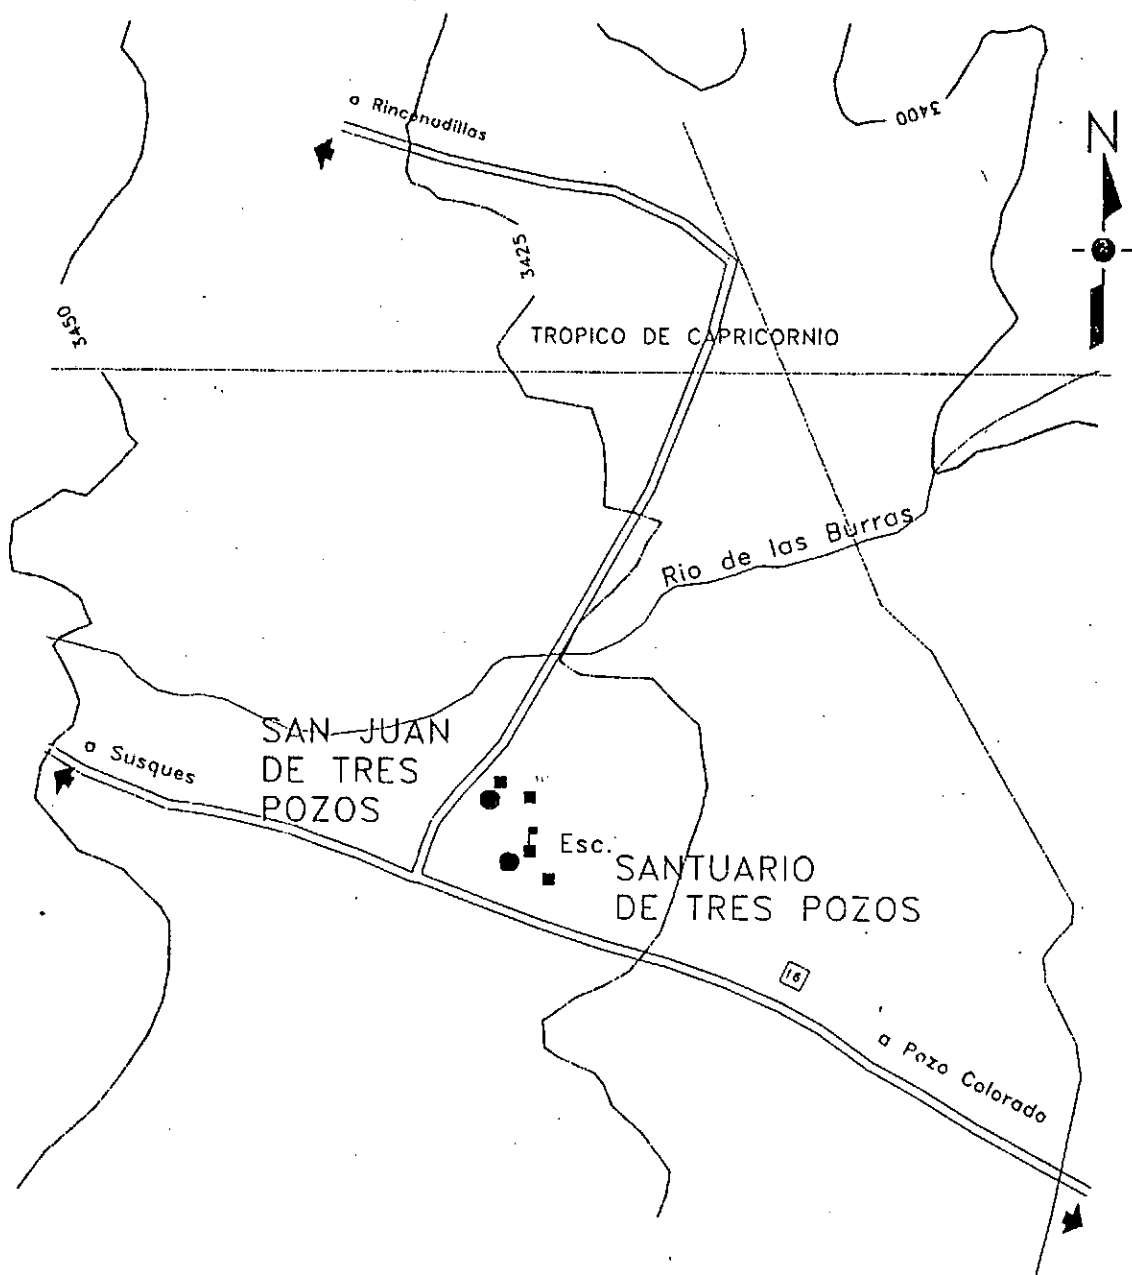 a Rinconadillas
3400
N
3425
3450
TROPICO DE CAPRICORNIO
Rio de las Burras
SAN JUAN
DE TRES
POZOS
a Susques
Esc.
SANTUARIO
DE TRES POZOS
16
a Pozo Colorado